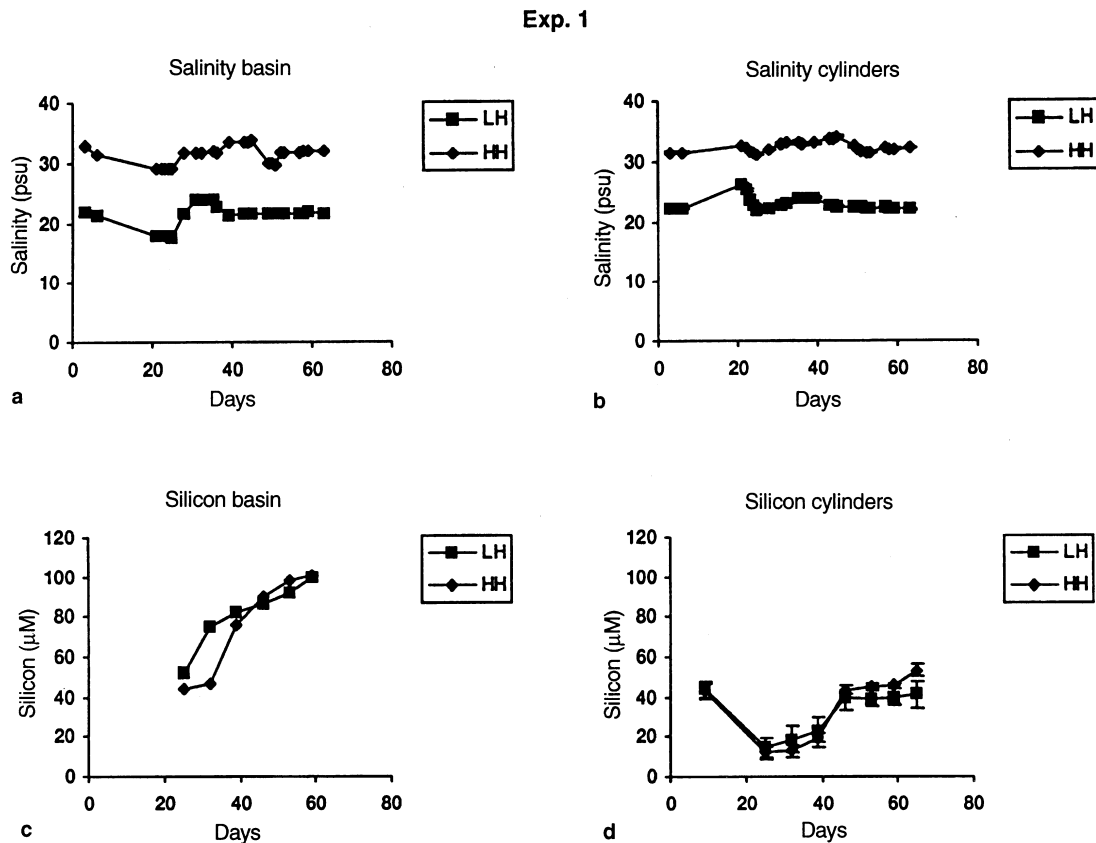 Exp. 1
Salinity basin
Salinity (psu)
40
30
20
10
0
0 20 40 60 80
Days
LH
HH
a
Salinity cylinders
Salinity (psu)
40
30
20
10
0
0 20 40 60 80
Days
LH
HH
b
Silicon basin
Silicon (µM)
120
100
80
60
40
20
0
0 20 40 60 80
Days
LH
HH
c
Silicon cylinders
Silicon (µM)
120
100
80
60
40
20
0
0 20 40 60 80
Days
LH
HH
d